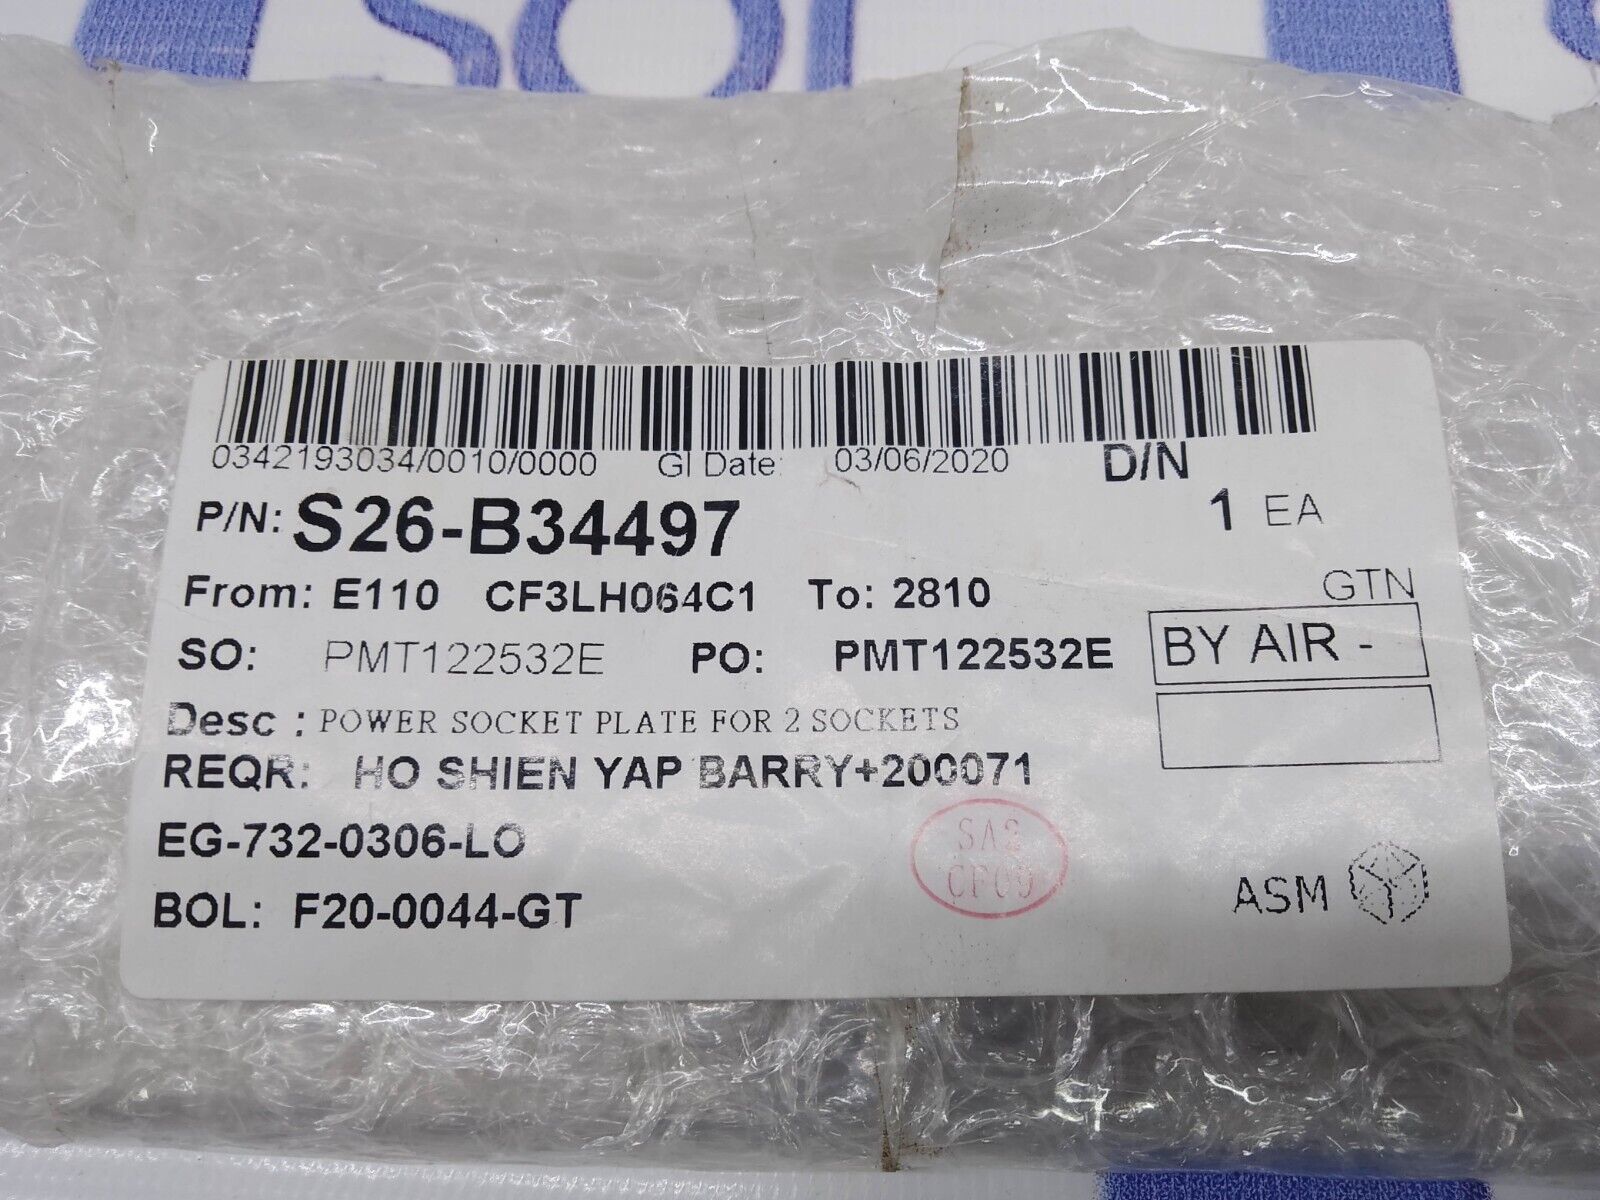 0342193034/0010/0000 GI Date: 03/06/2020 D/N
P/N: S26-B34497 1 EA
From: E110 CF3LH064C1 To: 2810 GTN
SO: PMT122532E PO: PMT122532E BY AIR -
Desc : POWER SOCKET PLATE FOR 2 SOCKETS
REQR: HO SHIEN YAP BARRY+200071
EG-732-0306-LO
SA2
CF09
BOL: F20-0044-GT
ASM